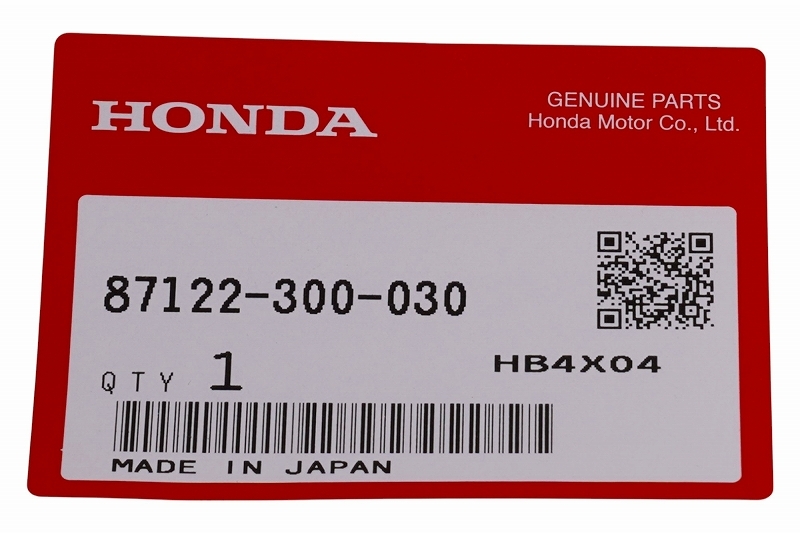 HONDA
GENUINE PARTS
Honda Motor Co., Ltd.
87122-300-030
HB4X04
QTY 1
MADE IN JAPAN